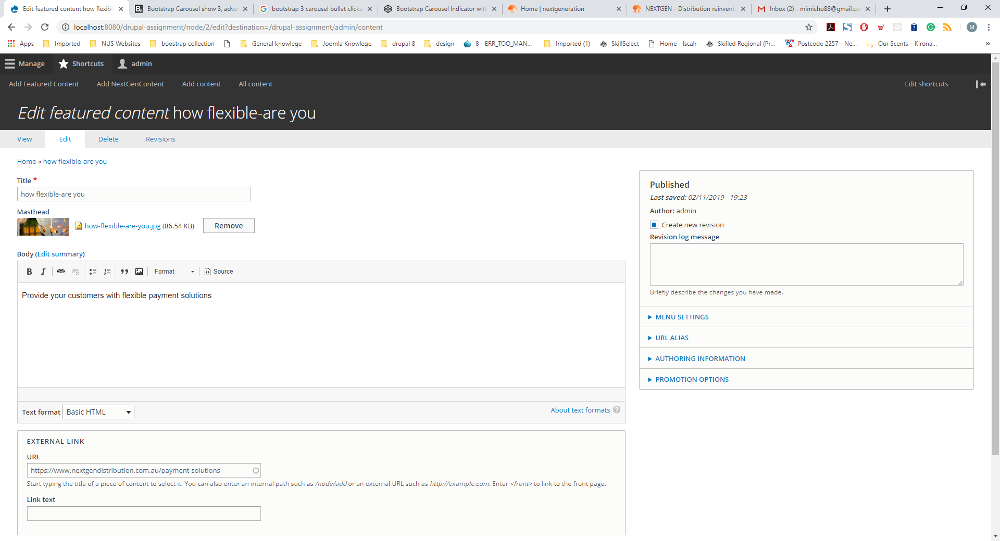 Edit featured content how flexibl
Bootstrap Carousel show 3, adva
bootstrap 3 carousel bullet clicka
Bootstrap Carousel Indicator wit
Home | nextgeneration
NEXTGEN - Distribution reinvent
Inbox (2) - mimicho88@gmail.co
localhost:8080/drupal-assignment/node/2/edit?destination=/drupal-assignment/admin/content
M
Apps
Imported
NUS Websites
boostrap collection
General knowlege
Joomla Knowlege
drupal 8
design
8 - ERR_TOO_MAN...
Imported (1)
SkillSelect
Home - Iscah
Skilled Regional (Pr...
Postcode 2257 - Ne...
Our Scents – Kirona...
»
Manage
Shortcuts
admin
Add Featured Content
Add NextGenContent
Add content
All content
Edit shortcuts
Edit featured content how flexible-are you
View
Edit
Delete
Revisions
Home » how flexible-are you
Title *
how flexible-are you
Masthead
how-flexible-are-you.jpg (86.54 KB)
Remove
Body (Edit summary)
B I Format Source
Provide your customers with flexible payment solutions
Text format Basic HTML
About text formats ?
EXTERNAL LINK
URL
https://www.nextgendistribution.com.au/payment-solutions
Start typing the title of a piece of content to select it. You can also enter an internal path such as /node/add or an external URL such as http://example.com. Enter <front> to link to the front page.
Link text
Published
Last saved: 02/11/2019 - 19:23
Author: admin
Create new revision
Revision log message
Briefly describe the changes you have made.
MENU SETTINGS
URL ALIAS
AUTHORING INFORMATION
PROMOTION OPTIONS